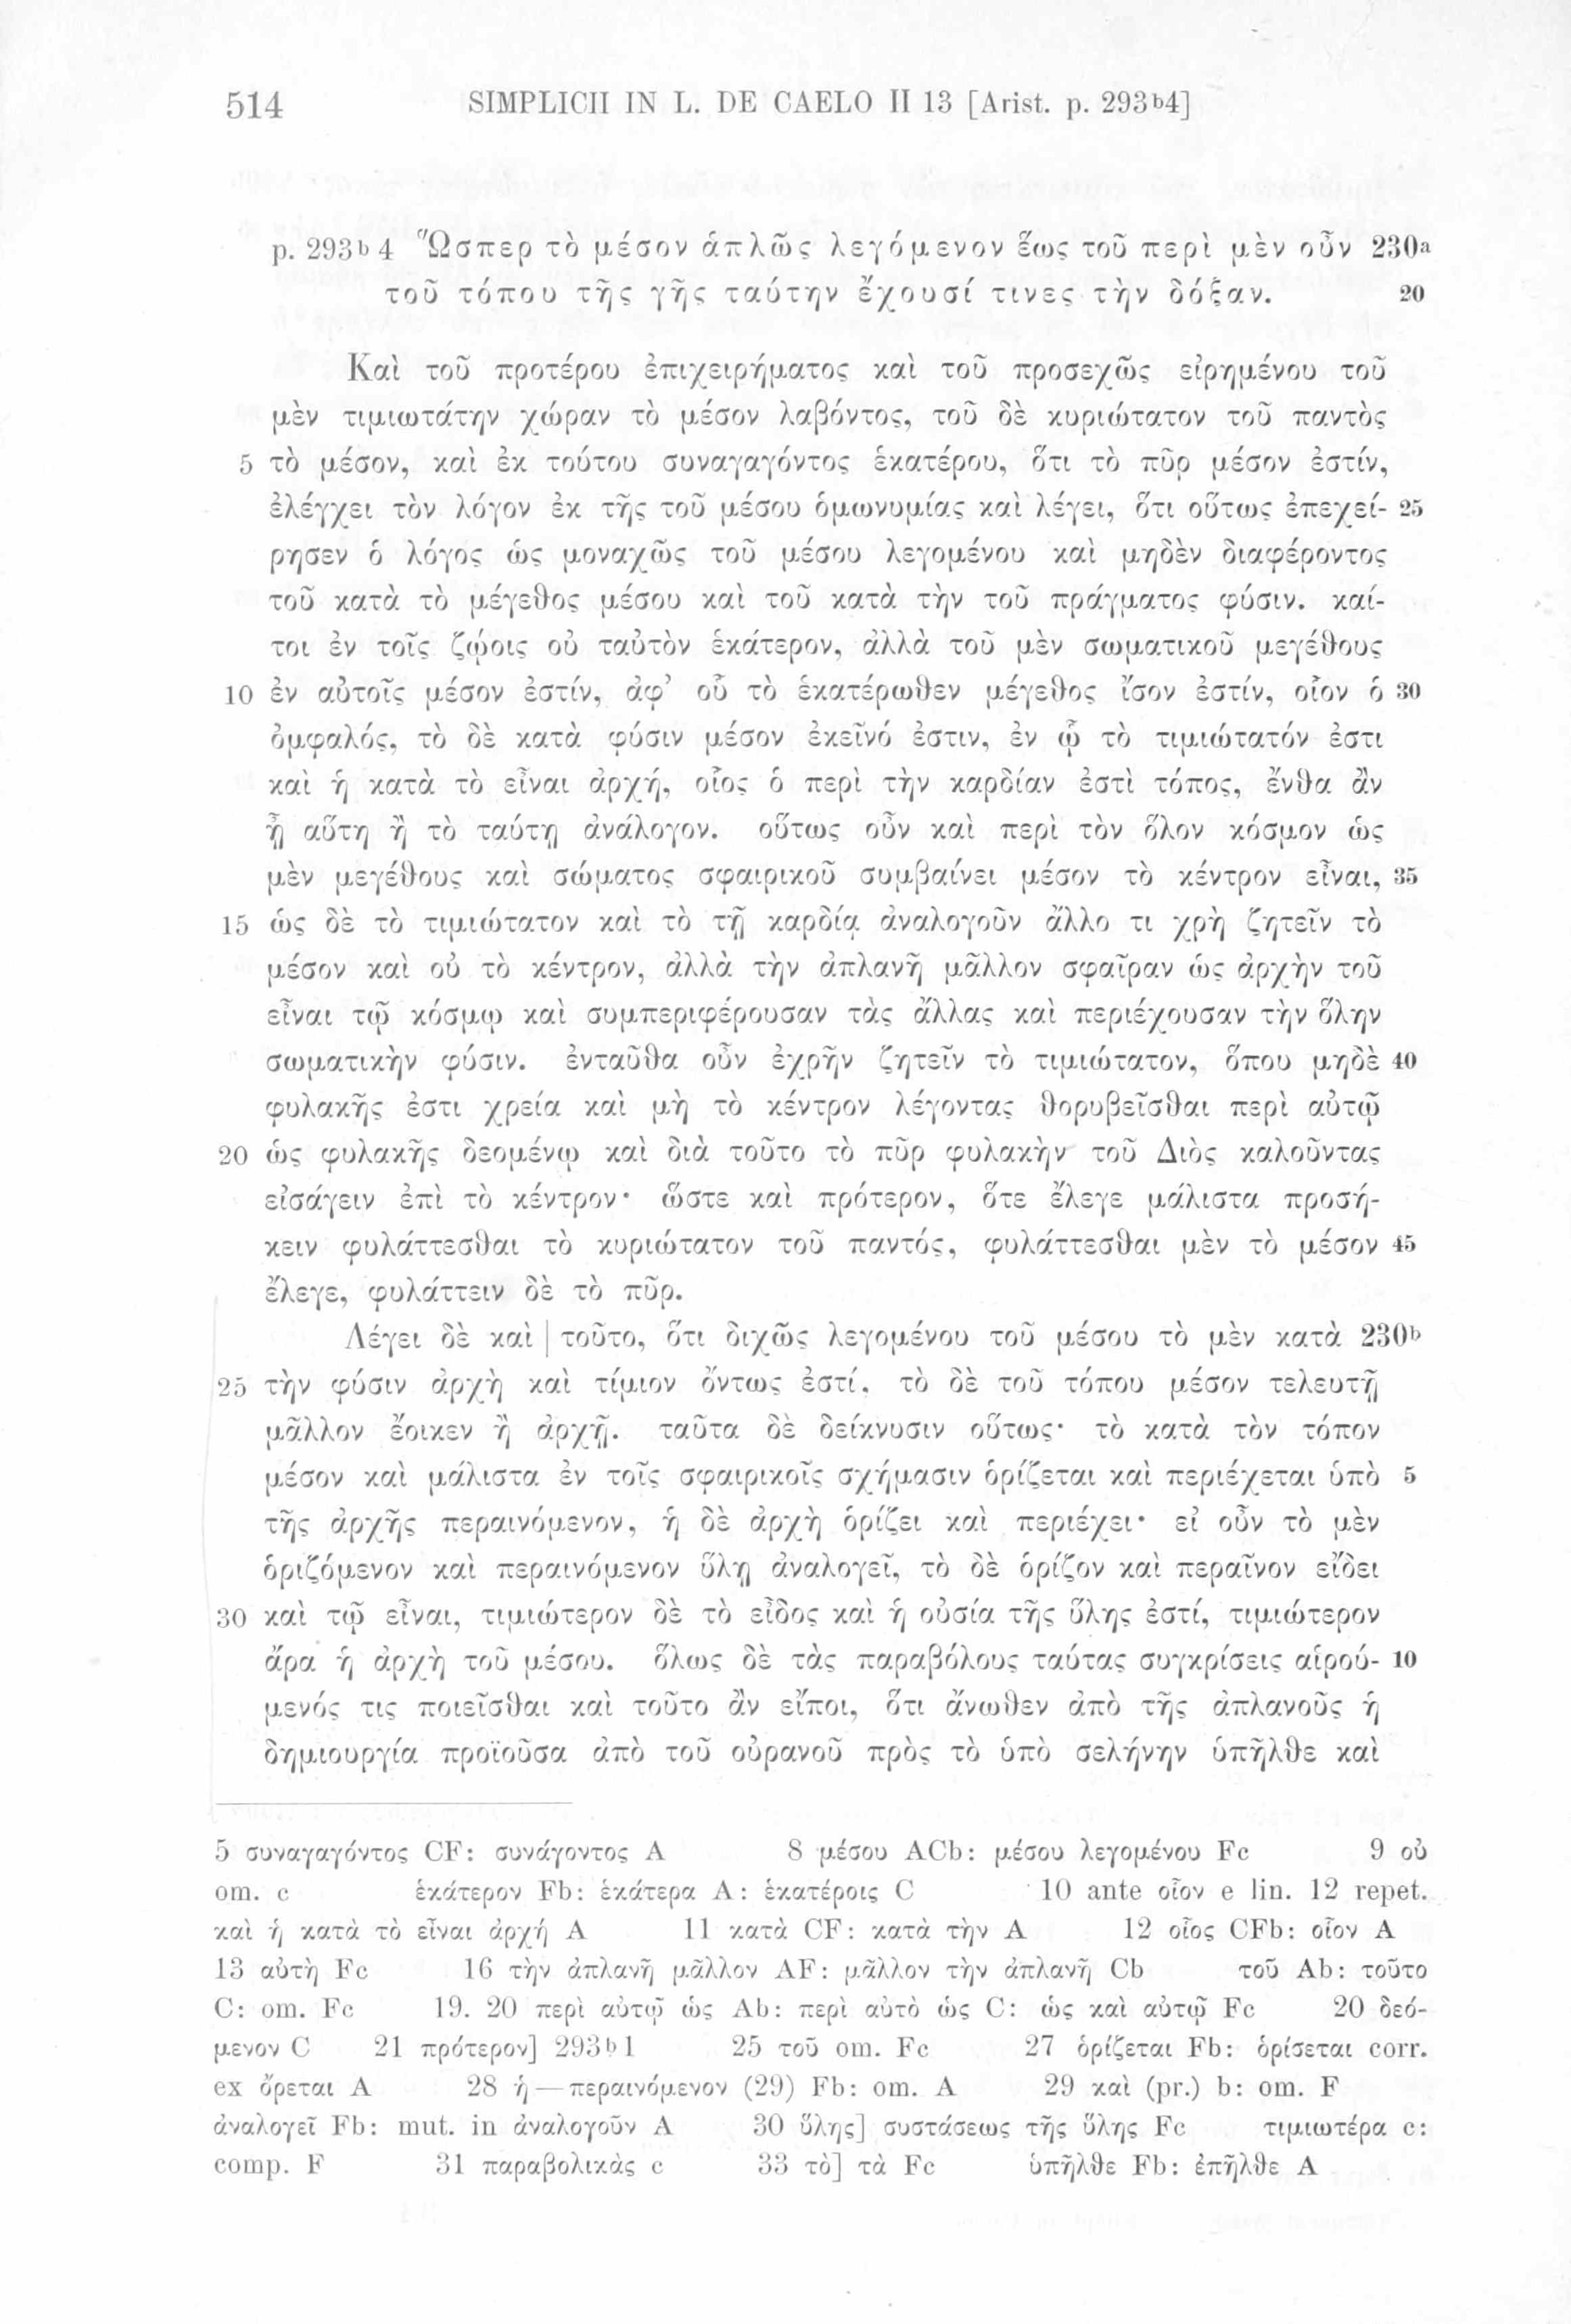 514 SIMPLICII IN L. DE CAELO II 13 [Arist. p. 293b4]
p. 293b 4 Ὥσπερ τὸ μέσον ἁπλῶς λεγόμενον ἕως τοῦ περὶ μὲν οὖν 230a
τοῦ τόπου τῆς γῆς ταύτην ἔχουσί τινες τὴν δόξαν. 20
Καὶ τοῦ προτέρου ἐπιχειρήματος καὶ τοῦ προσεχῶς εἰρημένου τοῦ
μὲν τιμιωτάτην χώραν τὸ μέσον λαβόντος, τοῦ δὲ κυριώτατον τοῦ παντὸς
5 τὸ μέσον, καὶ ἐκ τούτου συναγαγόντος ἑκατέρου, ὅτι τὸ πῦρ μέσον ἐστίν,
ἐλέγχει τὸν λόγον ἐκ τῆς τοῦ μέσου ὁμωνυμίας καὶ λέγει, ὅτι οὕτως ἐπεχεί- 25
ρησεν ὁ λόγος ὡς μοναχῶς τοῦ μέσου λεγομένου καὶ μηδὲν διαφέροντος
τοῦ κατὰ τὸ μέγεθος μέσου καὶ τοῦ κατὰ τὴν τοῦ πράγματος φύσιν. καί-
τοι ἐν τοῖς ζῴοις οὐ ταὐτὸν ἑκάτερον, ἀλλὰ τοῦ μὲν σωματικοῦ μεγέθους
10 ἐν αὐτοῖς μέσον ἐστίν, ἀφ’ οὗ τὸ ἑκατέρωθεν μέγεθος ἴσον ἐστίν, οἷον ὁ 30
ὀμφαλός, τὸ δὲ κατὰ φύσιν μέσον ἐκεῖνό ἐστιν, ἐν ᾧ τὸ τιμιώτατόν ἐστι
καὶ ἡ κατὰ τὸ εἶναι ἀρχή, οἷος ὁ περὶ τὴν καρδίαν ἐστὶ τόπος, ἔνθα ἂν
ᾖ αὕτη ἢ τὸ ταύτῃ ἀνάλογον. οὕτως οὖν καὶ περὶ τὸν ὅλον κόσμον ὡς
μὲν μεγέθους καὶ σώματος σφαιρικοῦ συμβαίνει μέσον τὸ κέντρον εἶναι, 35
15 ὡς δὲ τὸ τιμιώτατον καὶ τὸ τῇ καρδίᾳ ἀναλογοῦν ἄλλο τι χρὴ ζητεῖν τὸ
μέσον καὶ οὐ τὸ κέντρον, ἀλλὰ τὴν ἀπλανῆ μᾶλλον σφαῖραν ὡς ἀρχὴν τοῦ
εἶναι τῷ κόσμῳ καὶ συμπεριφέρουσαν τὰς ἄλλας καὶ περιέχουσαν τὴν ὅλην
σωματικὴν φύσιν. ἐνταῦθα οὖν ἐχρῆν ζητεῖν τὸ τιμιώτατον, ὅπου μηδὲ 40
φυλακῆς ἐστι χρεία καὶ μὴ τὸ κέντρον λέγοντας θορυβεῖσθαι περὶ αὐτῷ
20 ὡς φυλακῆς δεομένῳ καὶ διὰ τοῦτο τὸ πῦρ φυλακὴν τοῦ Διὸς καλοῦντας
εἰσάγειν ἐπὶ τὸ κέντρον· ὥστε καὶ πρότερον, ὅτε ἔλεγε μάλιστα προσή-
κειν φυλάττεσθαι τὸ κυριώτατον τοῦ παντός, φυλάττεσθαι μὲν τὸ μέσον 45
ἔλεγε, φυλάττειν δὲ τὸ πῦρ.
Λέγει δὲ καὶ | τοῦτο, ὅτι διχῶς λεγομένου τοῦ μέσου τὸ μὲν κατὰ 230b
25 τὴν φύσιν ἀρχὴ καὶ τίμιον ὄντως ἐστί, τὸ δὲ τοῦ τόπου μέσον τελευτῇ
μᾶλλον ἔοικεν ἢ ἀρχῇ. ταῦτα δὲ δείκνυσιν οὕτως· τὸ κατὰ τὸν τόπον
μέσον καὶ μάλιστα ἐν τοῖς σφαιρικοῖς σχήμασιν ὁρίζεται καὶ περιέχεται ὑπὸ 5
τῆς ἀρχῆς περαινόμενον, ἡ δὲ ἀρχὴ ὁρίζει καὶ περιέχει· εἰ οὖν τὸ μὲν
ὁριζόμενον καὶ περαινόμενον ὕλῃ ἀναλογεῖ, τὸ δὲ ὁρίζον καὶ περαῖνον εἴδει
30 καὶ τῷ εἶναι, τιμιώτερον δὲ τὸ εἶδος καὶ ἡ οὐσία τῆς ὕλης ἐστί, τιμιώτερον
ἄρα ἡ ἀρχὴ τοῦ μέσου. ὅλως δὲ τὰς παραβόλους ταύτας συγκρίσεις αἱρού- 10
μενός τις ποιεῖσθαι καὶ τοῦτο ἂν εἴποι, ὅτι ἄνωθεν ἀπὸ τῆς ἀπλανοῦς ἡ
δημιουργία προϊοῦσα ἀπὸ τοῦ οὐρανοῦ πρὸς τὸ ὑπὸ σελήνην ὑπῆλθε καὶ
5 συναγαγόντος CF: συνάγοντος A 8 μέσου ACb: μέσου λεγομένου Fc 9 οὐ
om. c ἑκάτερον Fb: ἑκάτερα A: ἑκατέροις C 10 ante οἷον e lin. 12 repet.
καὶ ἡ κατὰ τὸ εἶναι ἀρχή A 11 κατὰ CF: κατὰ τὴν A 12 οἷος CFb: οἷον A
13 αὐτὴ Fc 16 τὴν ἀπλανῆ μᾶλλον AF: μᾶλλον τὴν ἀπλανῆ Cb τοῦ Ab: τοῦτο
C: om. Fc 19. 20 περὶ αὐτῷ ὡς Ab: περὶ αὐτὸ ὡς C: ὡς καὶ αὐτῷ Fc 20 δεό-
μενον C 21 πρότερον] 293b1 25 τοῦ om. Fc 27 ὁρίζεται Fb: ὁρίσεται corr.
ex ὄρεται A 28 ἡ—περαινόμενον (29) Fb: om. A 29 καὶ (pr.) b: om. F
ἀναλογεῖ Fb: mut. in ἀναλογοῦν A 30 ὕλης] συστάσεως τῆς ὕλης Fc τιμιωτέρα c:
comp. F 31 παραβολικὰς c 33 τὸ] τὰ Fc ὑπῆλθε Fb: ἐπῆλθε A